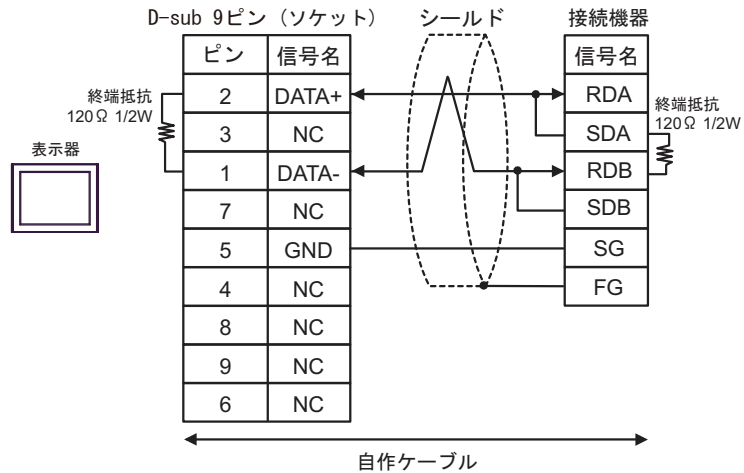 D-sub 9ピン（ソケット）
シールド
接続機器
ピン 信号名
信号名
終端抵抗
120Ω 1/2W
2 DATA+
RDA
終端抵抗
120Ω 1/2W
3 NC
SDA
表示器
1 DATA-
RDB
7 NC
SDB
5 GND
SG
4 NC
FG
8 NC
9 NC
6 NC
自作ケーブル